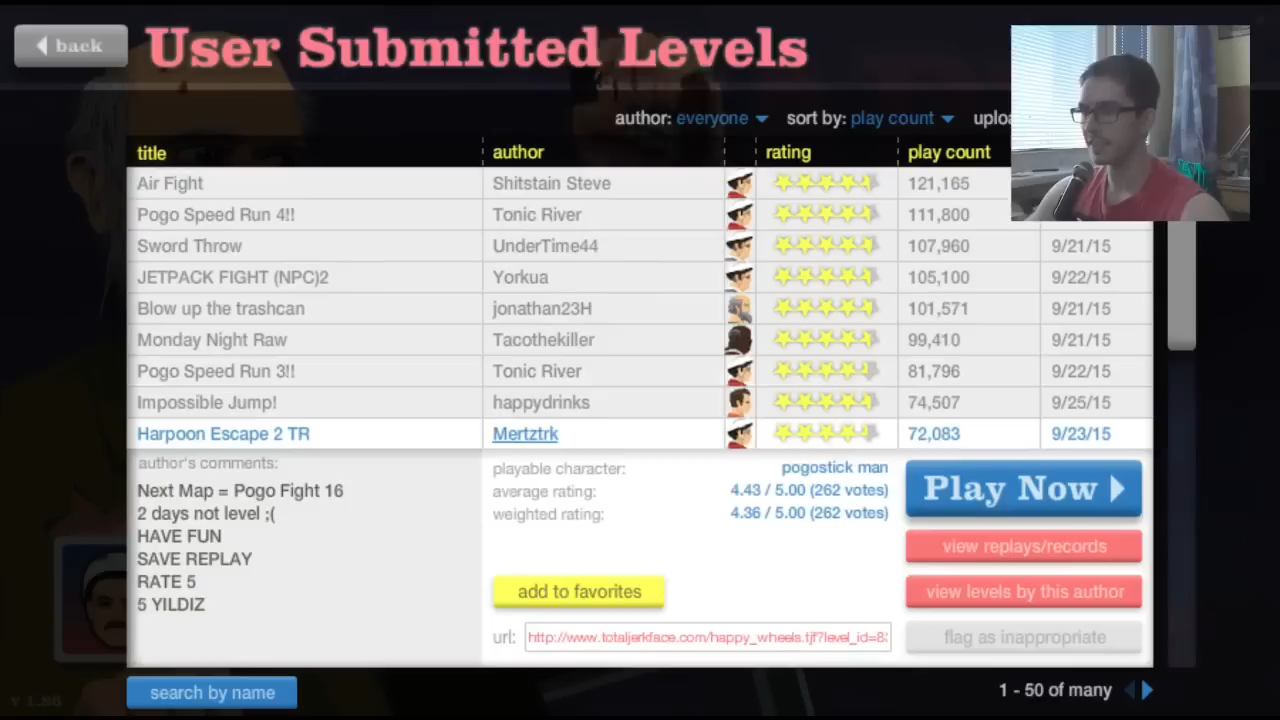 back
User Submitted Levels
author: everyone sort by: play count
title author rating play count
Air Fight Shitstain Steve 121,165
Pogo Speed Run 4!! Tonic River 111,800
Sword Throw UnderTime44 107,960 9/21/15
JETPACK FIGHT (NPC)2 Yorkua 105,100 9/22/15
Blow up the trashcan jonathan23H 101,571 9/21/15
Monday Night Raw Tacothekiller 99,410 9/21/15
Pogo Speed Run 3!! Tonic River 81,796 9/22/15
Impossible Jump! happydrinks 74,507 9/25/15
Harpoon Escape 2 TR Mertztrk 72,083 9/23/15
author's comments:
Next Map = Pogo Fight 16
2 days not level ;(
HAVE FUN
SAVE REPLAY
RATE 5
5 YILDIZ
playable character: pogostick man
average rating: 4.43 / 5.00 (262 votes)
weighted rating: 4.36 / 5.00 (262 votes)
add to favorites
url: http://www.totaljerkface.com/happy_wheels.tjf?level_id=8
Play Now
view replays/records
view levels by this author
flag as inappropriate
search by name
1 - 50 of many
v 1.86